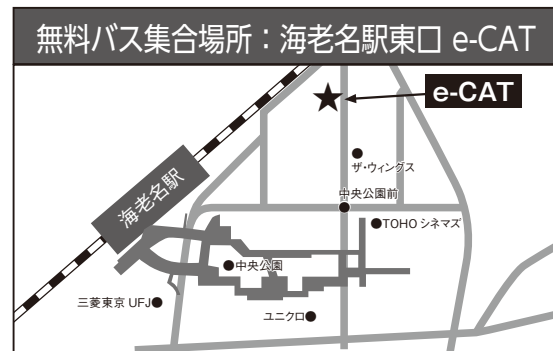 無料バス集合場所：海老名駅東口 e-CAT
e-CAT
ザ・ウィングス
海老名駅
中央公園前
TOHO シネマズ
中央公園
三菱東京 UFJ
ユニクロ